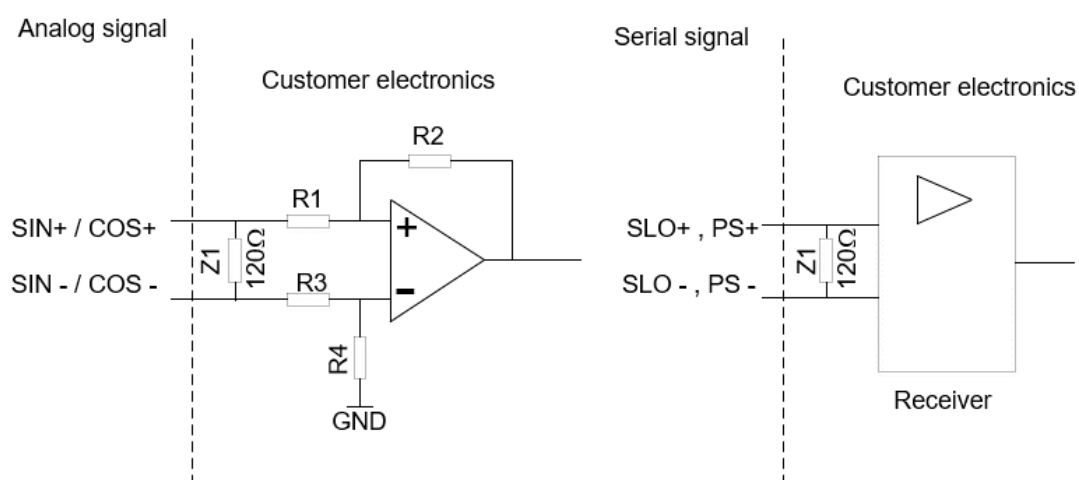 Analog signal
Customer electronics
R2
R1
SIN+ / COS+
Z1
120Ω
+
SIN - / COS -
R3
-
R4
GND
Serial signal
Customer electronics
SLO+ , PS+
Z1
120Ω
SLO - , PS -
Receiver